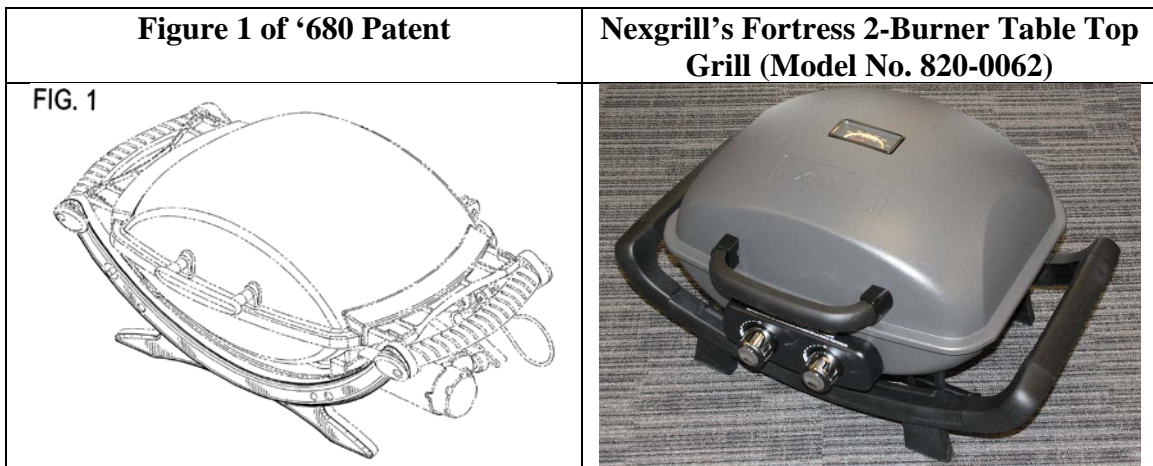 Figure 1 of ‘680 Patent
Nexgrill’s Fortress 2-Burner Table Top
Grill (Model No. 820-0062)
FIG. 1